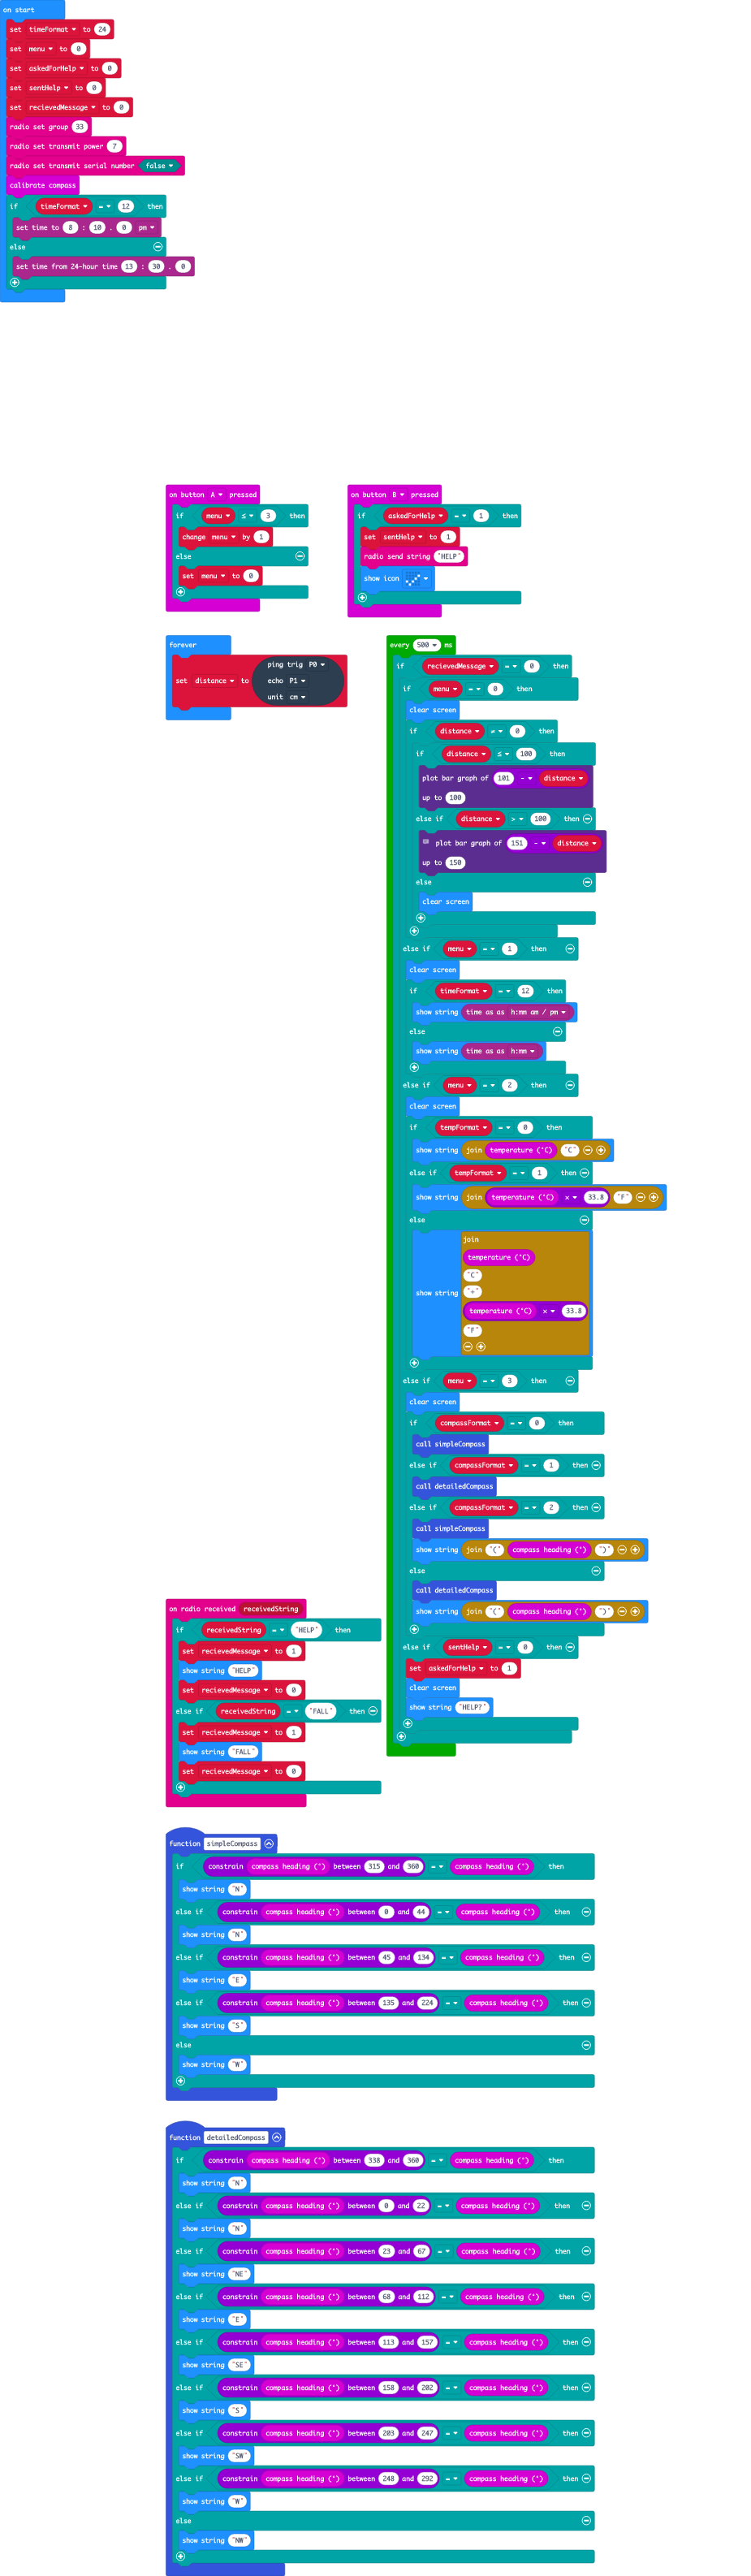 on start
set timeFormat to 24
set menu to 0
set askedForHelp to 0
set sentHelp to 0
set recievedMessage to 0
radio set group 33
radio set transmit power 7
radio set transmit serial number false
calibrate compass
if timeFormat = 12 then
set time to 8 : 10 . 0 pm
else
set time from 24-hour time 13 : 30 . 0
on button A pressed
if menu ≤ 3 then
change menu by 1
else
set menu to 0
on button B pressed
if askedForHelp = 1 then
set sentHelp to 1
radio send string "HELP"
show icon
forever
set distance to
ping trig P0
echo P1
unit cm
every 500 ms
if recievedMessage = 0 then
if menu = 0 then
clear screen
if distance ≠ 0 then
if distance ≤ 100 then
plot bar graph of 101 - distance
up to 100
else if distance > 100 then
plot bar graph of 151 - distance
up to 150
else
clear screen
else if menu = 1 then
clear screen
if timeFormat = 12 then
show string time as as h:mm am / pm
else
show string time as as h:mm
else if menu = 2 then
clear screen
if tempFormat = 0 then
show string join temperature (°C) "C"
else if tempFormat = 1 then
show string join temperature (°C) × 33.8 "F"
else
show string
join
temperature (°C)
"C"
"+"
temperature (°C) × 33.8
"F"
else if menu = 3 then
clear screen
if compassFormat = 0 then
call simpleCompass
else if compassFormat = 1 then
call detailedCompass
else if compassFormat = 2 then
call simpleCompass
show string join "(" compass heading (°) ")"
else
call detailedCompass
show string join "(" compass heading (°) ")"
else if sentHelp = 0 then
set askedForHelp to 1
clear screen
show string "HELP?"
on radio received receivedString
if receivedString = "HELP" then
set recievedMessage to 1
show string "HELP"
set recievedMessage to 0
else if receivedString = "FALL" then
set recievedMessage to 1
show string "FALL"
set recievedMessage to 0
function simpleCompass
if constrain compass heading (°) between 315 and 360 = compass heading (°) then
show string "N"
else if constrain compass heading (°) between 0 and 44 = compass heading (°) then
show string "N"
else if constrain compass heading (°) between 45 and 134 = compass heading (°) then
show string "E"
else if constrain compass heading (°) between 135 and 224 = compass heading (°) then
show string "S"
else
show string "W"
function detailedCompass
if constrain compass heading (°) between 338 and 360 = compass heading (°) then
show string "N"
else if constrain compass heading (°) between 0 and 22 = compass heading (°) then
show string "N"
else if constrain compass heading (°) between 23 and 67 = compass heading (°) then
show string "NE"
else if constrain compass heading (°) between 68 and 112 = compass heading (°) then
show string "E"
else if constrain compass heading (°) between 113 and 157 = compass heading (°) then
show string "SE"
else if constrain compass heading (°) between 158 and 202 = compass heading (°) then
show string "S"
else if constrain compass heading (°) between 203 and 247 = compass heading (°) then
show string "SW"
else if constrain compass heading (°) between 248 and 292 = compass heading (°) then
show string "W"
else
show string "NW"